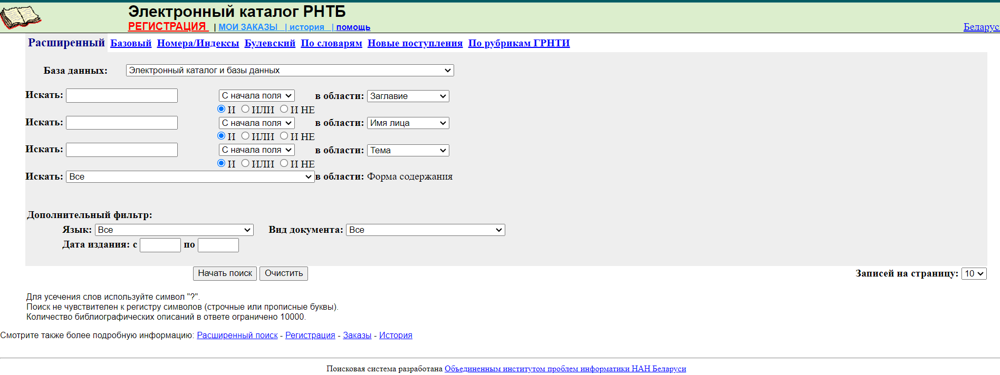 Электронный каталог РНТБ
РЕГИСТРАЦИЯ | МОИ ЗАКАЗЫ | история | помощь
Беларус
Расширенный Базовый Номера/Индексы Булевский По словарям Новые поступления По рубрикам ГРНТИ
База данных: Электронный каталог и базы данных
Искать: С начала поля в области: Заглавие
И ИЛИ И НЕ
Искать: С начала поля в области: Имя лица
И ИЛИ И НЕ
Искать: С начала поля в области: Тема
И ИЛИ И НЕ
Искать: Все в области: Форма содержания
Дополнительный фильтр:
Язык: Все Вид документа: Все
Дата издания: с по
Начать поиск Очистить Записей на страницу: 10
Для усечения слов используйте символ "?".
Поиск не чувствителен к регистру символов (строчные или прописные буквы).
Количество библиографических описаний в ответе ограничено 10000.
Смотрите также более подробную информацию: Расширенный поиск - Регистрация - Заказы - История
Поисковая система разработана Объединенным институтом проблем информатики НАН Беларуси